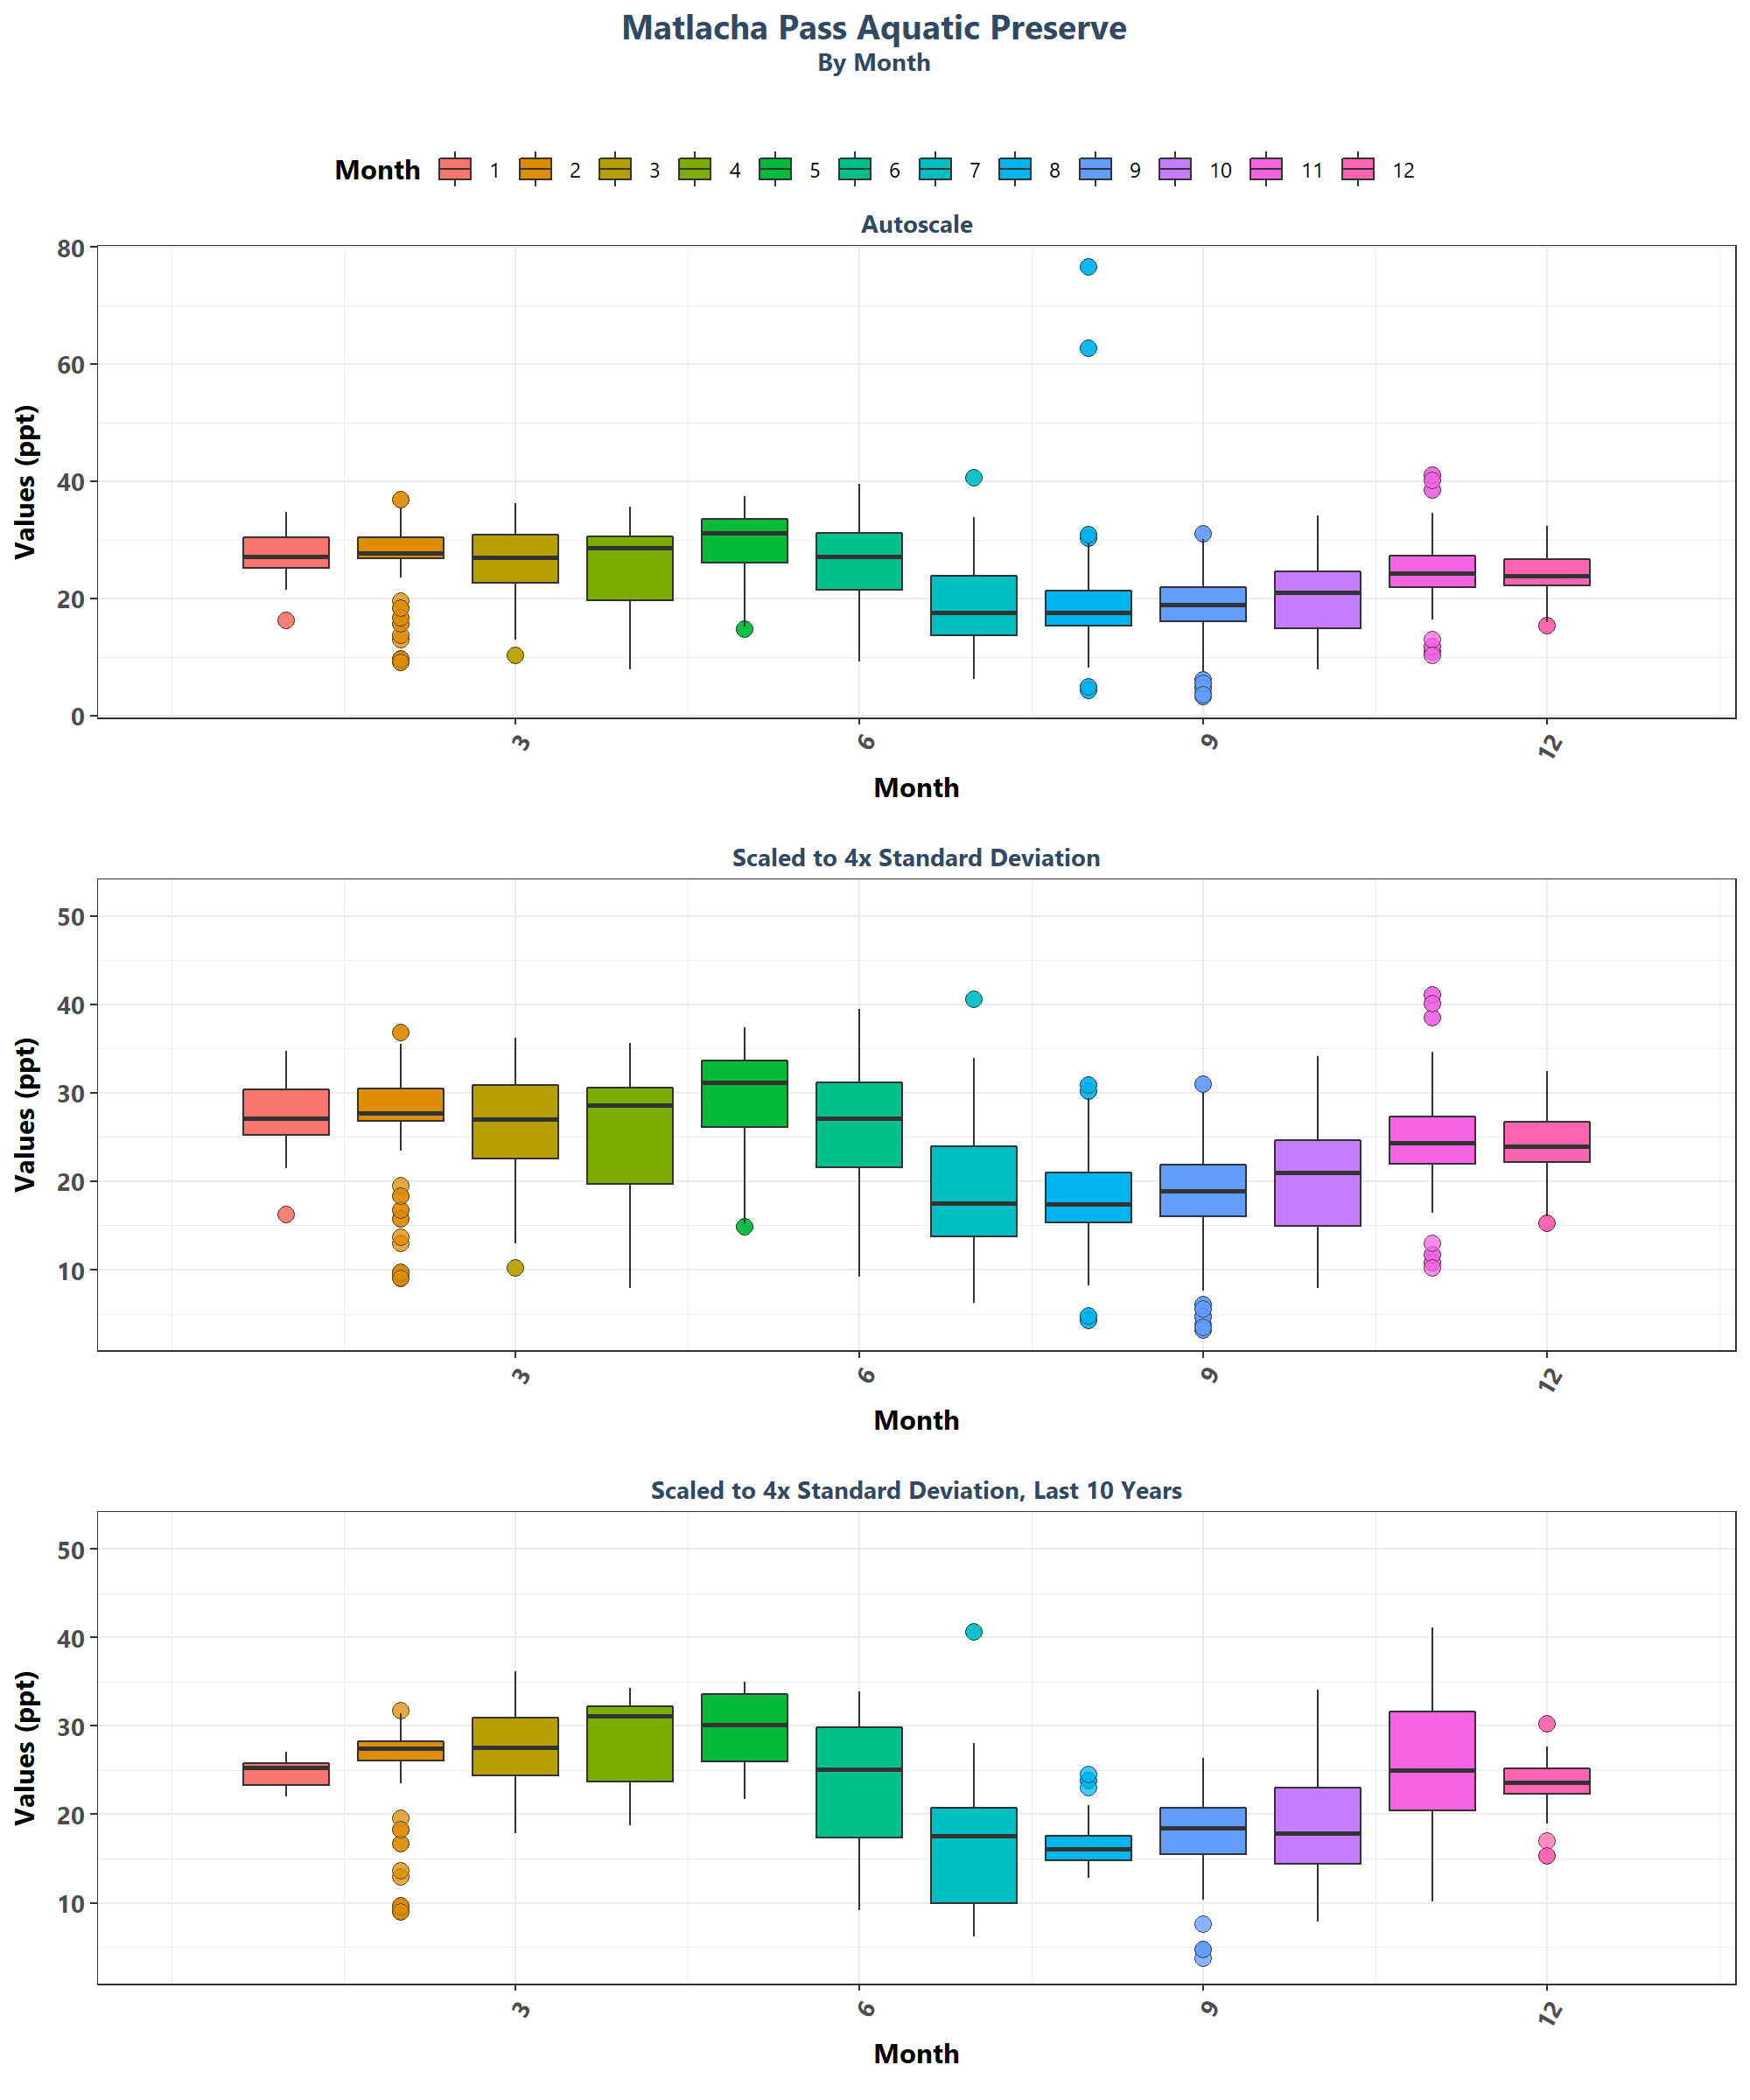 Matlacha Pass Aquatic Preserve
By Month
Month 1 2 3 4 5 6 7 8 9 10 11 12
Autoscale
Values (ppt)
80
60
40
20
0
3 6 9 12
Month
Scaled to 4x Standard Deviation
Values (ppt)
50
40
30
20
10
3 6 9 12
Month
Scaled to 4x Standard Deviation, Last 10 Years
Values (ppt)
50
40
30
20
10
3 6 9 12
Month